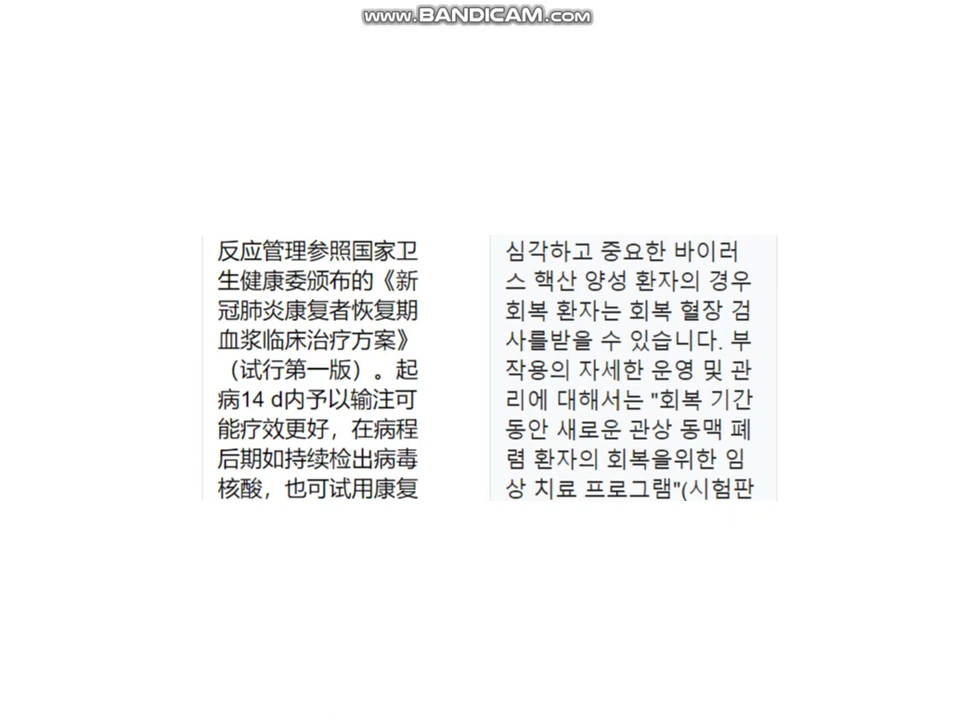 www.BANDICAM.com
反应管理参照国家卫
生健康委颁布的《新
冠肺炎康复者恢复期
血浆临床治疗方案》
（试行第一版）。起
病14 d内予以输注可
能疗效更好，在病程
后期如持续检出病毒
核酸，也可试用康复
심각하고 중요한 바이러
스 핵산 양성 환자의 경우
회복 환자는 회복 혈장 검
사를받을 수 있습니다. 부
작용의 자세한 운영 및 관
리에 대해서는 "회복 기간
동안 새로운 관상 동맥 폐
렴 환자의 회복을위한 임
상 치료 프로그램"(시험판